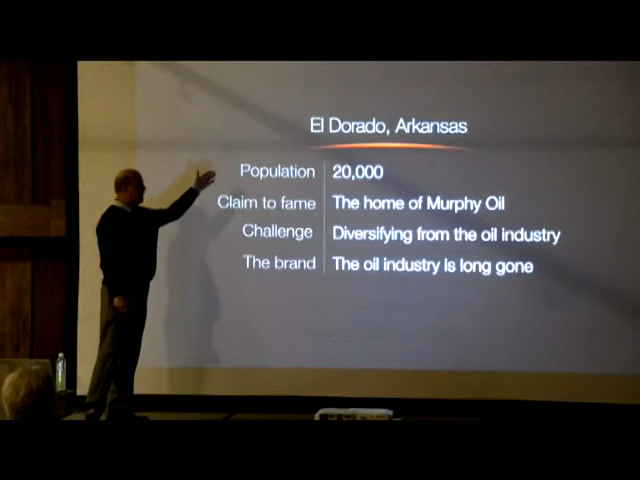 El Dorado, Arkansas
Population 20,000
Claim to fame The home of Murphy Oil
Challenge Diversifying from the oil industry
The brand The oil industry is long gone